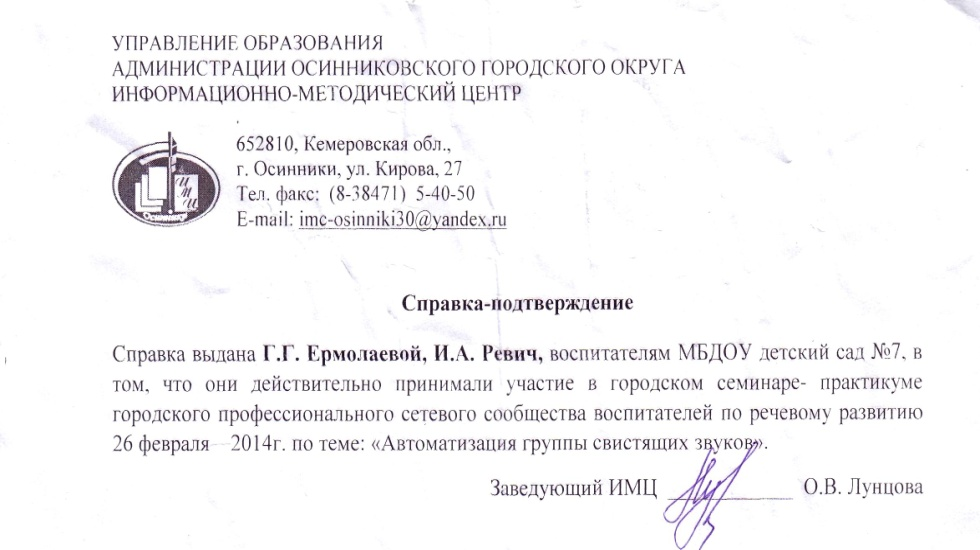 УПРАВЛЕНИЕ ОБРАЗОВАНИЯ
АДМИНИСТРАЦИИ ОСИННИКОВСКОГО ГОРОДСКОГО ОКРУГА
ИНФОРМАЦИОННО-МЕТОДИЧЕСКИЙ ЦЕНТР
652810, Кемеровская обл.,
г. Осинники, ул. Кирова, 27
Тел. факс: (8-38471) 5-40-50
E-mail: imc-osinniki30@yandex.ru
ИМЦ
Осинники
Справка-подтверждение
Справка выдана Г.Г. Ермолаевой, И.А. Ревич, воспитателям МБДОУ детский сад №7, в
том, что они действительно принимали участие в городском семинаре- практикуме
городского профессионального сетевого сообщества воспитателей по речевому развитию
26 февраля 2014г. по теме: «Автоматизация группы свистящих звуков».
Заведующий ИМЦ ____________ О.В. Лунцова